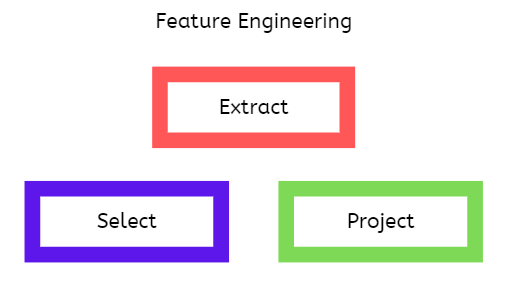 Feature Engineering
Extract
Select
Project